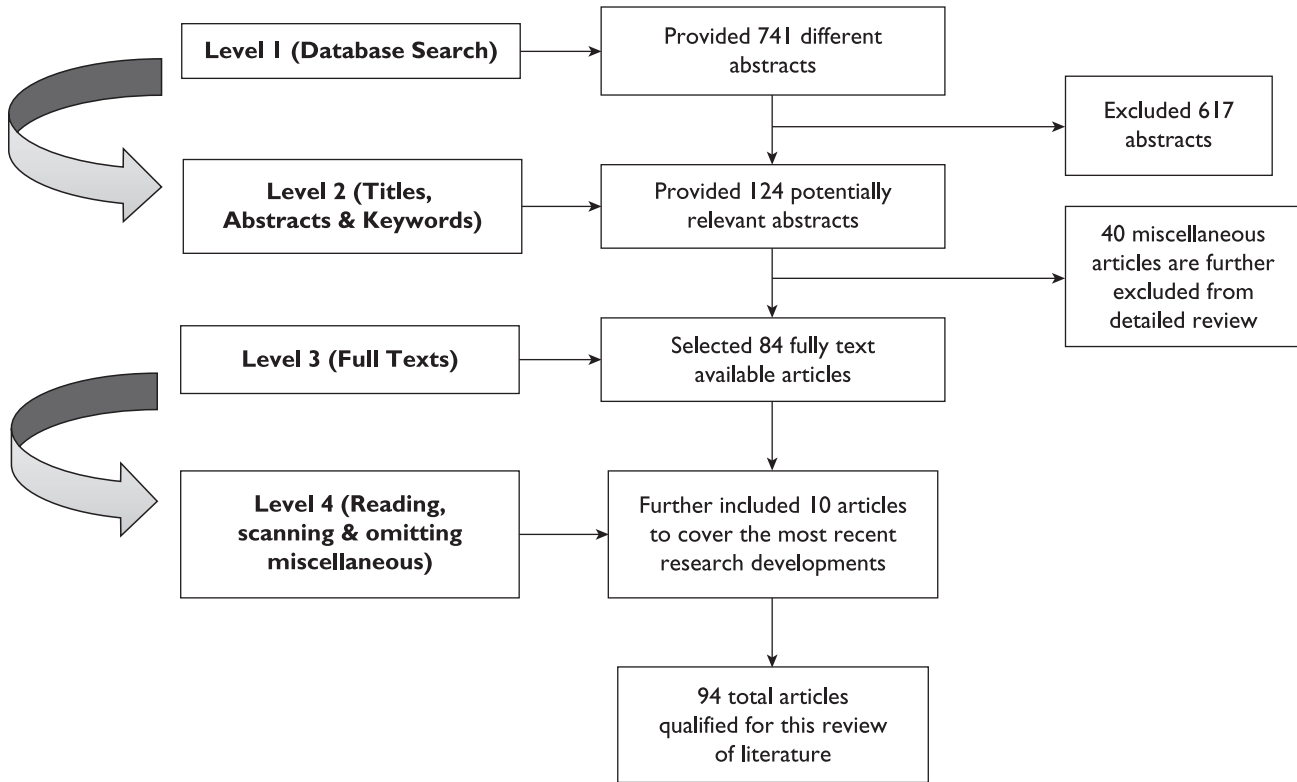 Level 1 (Database Search)
Provided 741 different
abstracts
Excluded 617
abstracts
Level 2 (Titles,
Abstracts & Keywords)
Provided 124 potentially
relevant abstracts
40 miscellaneous
articles are further
excluded from
detailed review
Level 3 (Full Texts)
Selected 84 fully text
available articles
Level 4 (Reading,
scanning & omitting
miscellaneous)
Further included 10 articles
to cover the most recent
research developments
94 total articles
qualified for this review
of literature